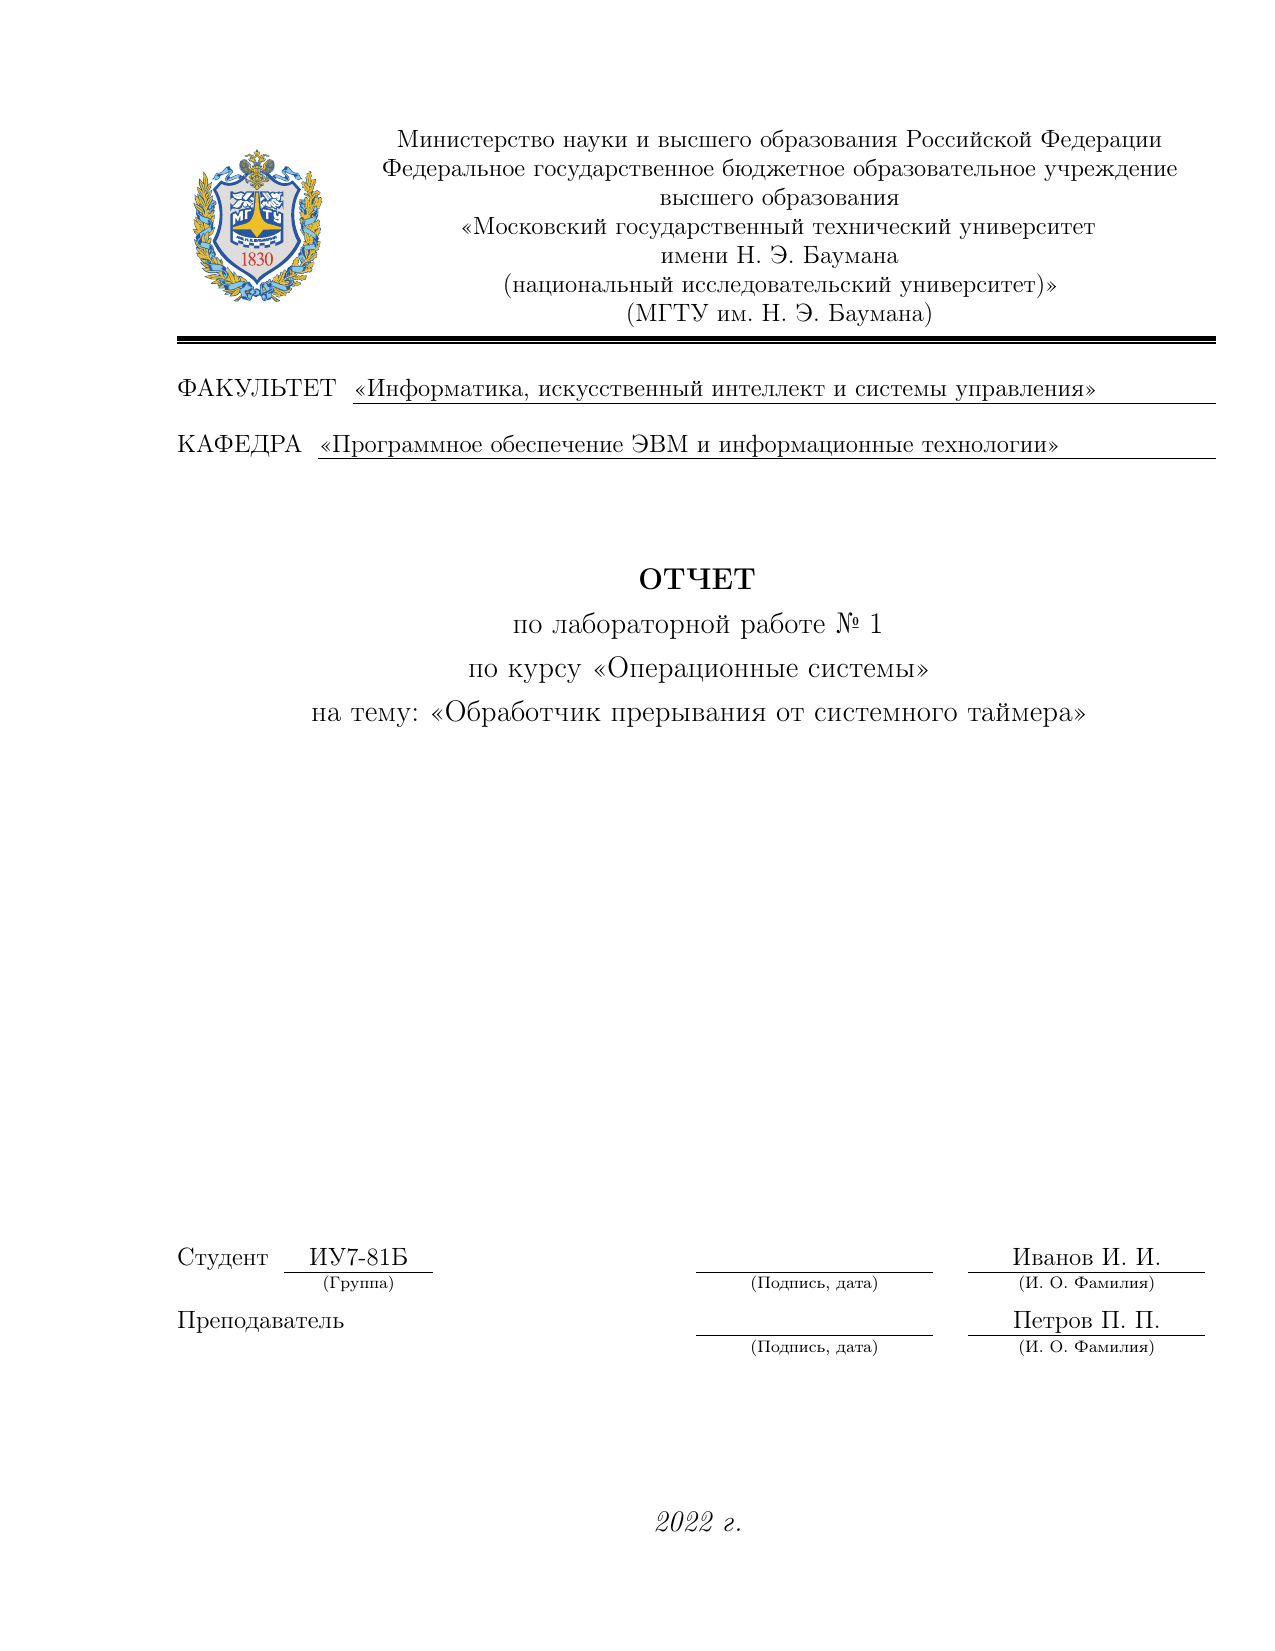 Министерство науки и высшего образования Российской Федерации
Федеральное государственное бюджетное образовательное учреждение
высшего образования
«Московский государственный технический университет
имени Н. Э. Баумана
(национальный исследовательский университет)»
(МГТУ им. Н. Э. Баумана)
МГТУ
1830
ФАКУЛЬТЕТ «Информатика, искусственный интеллект и системы управления»
КАФЕДРА «Программное обеспечение ЭВМ и информационные технологии»
ОТЧЕТ
по лабораторной работе № 1
по курсу «Операционные системы»
на тему: «Обработчик прерывания от системного таймера»
Студент ИУ7-81Б Иванов И. И.
(Группа) (Подпись, дата) (И. О. Фамилия)
Преподаватель Петров П. П.
(Подпись, дата) (И. О. Фамилия)
2022 г.